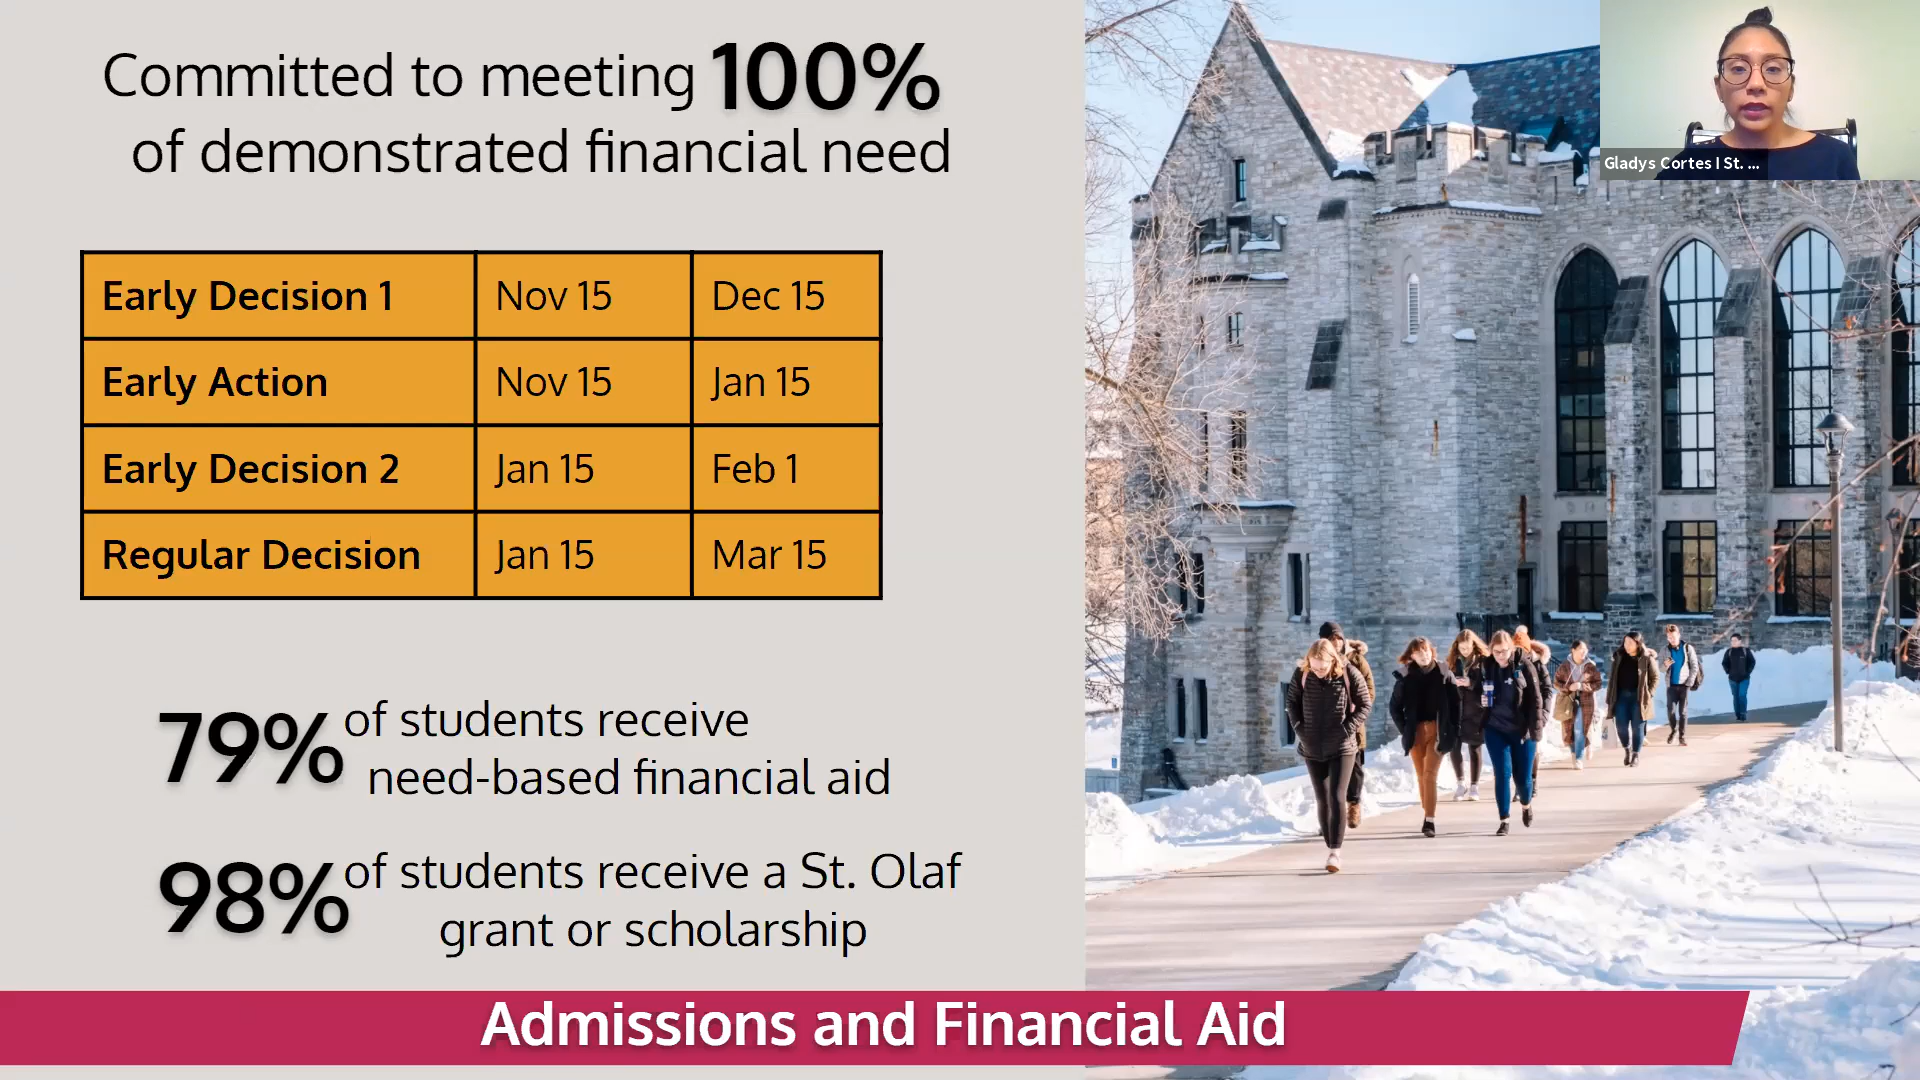 Committed to meeting 100%
of demonstrated financial need
Early Decision 1 Nov 15 Dec 15
Early Action Nov 15 Jan 15
Early Decision 2 Jan 15 Feb 1
Regular Decision Jan 15 Mar 15
79% of students receive
need-based financial aid
98% of students receive a St. Olaf
grant or scholarship
Admissions and Financial Aid
Gladys Cortes I St. ...